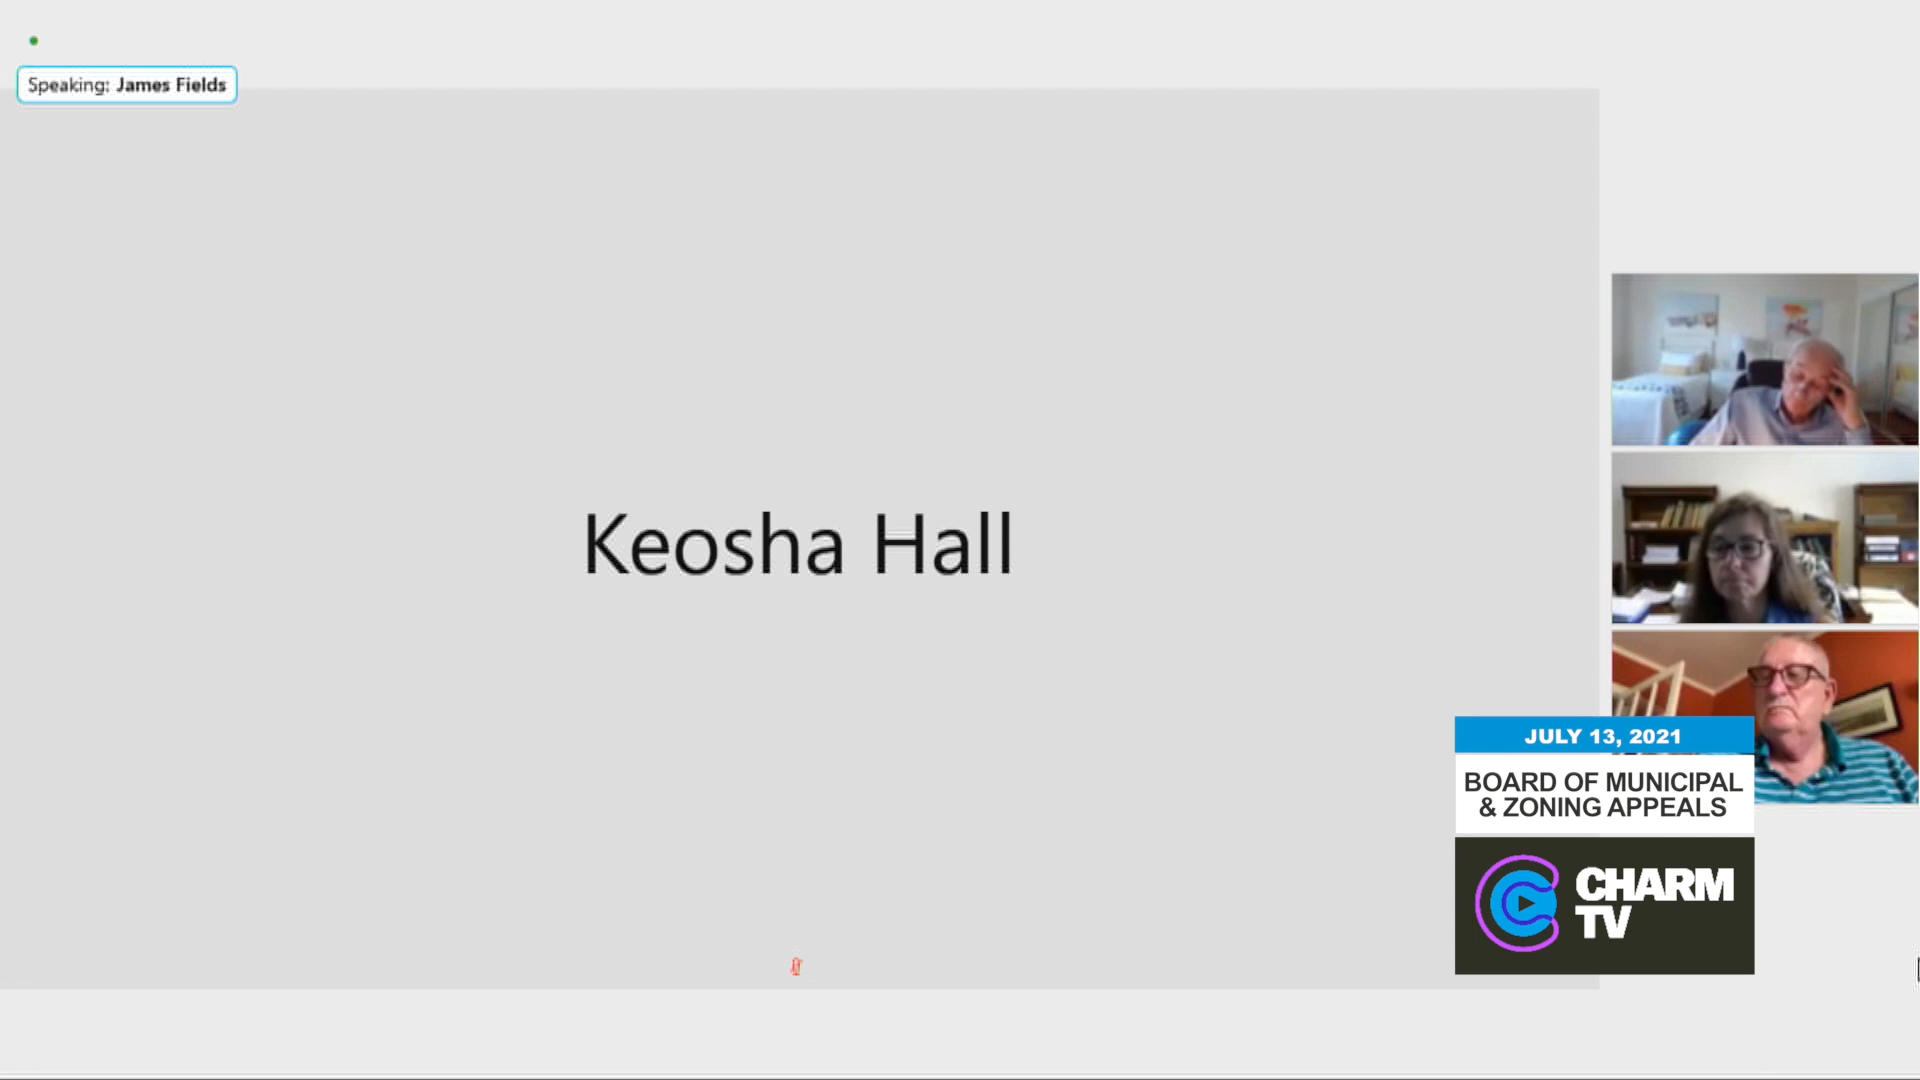 Speaking: James Fields
Keosha Hall
JULY 13, 2021
BOARD OF MUNICIPAL
& ZONING APPEALS
CHARM
TV